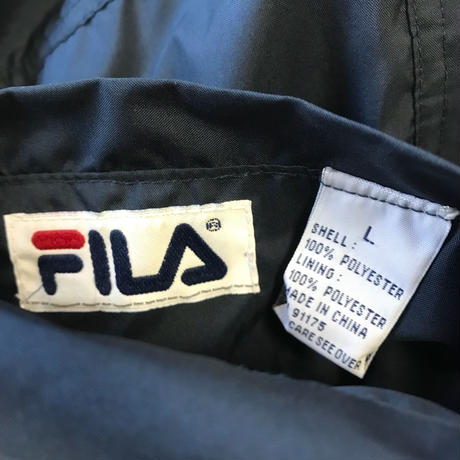 FILA®
L
SHELL:
100% POLYESTER
LINING:
100% POLYESTER
MADE IN CHINA
91175
CARE SEE OVER